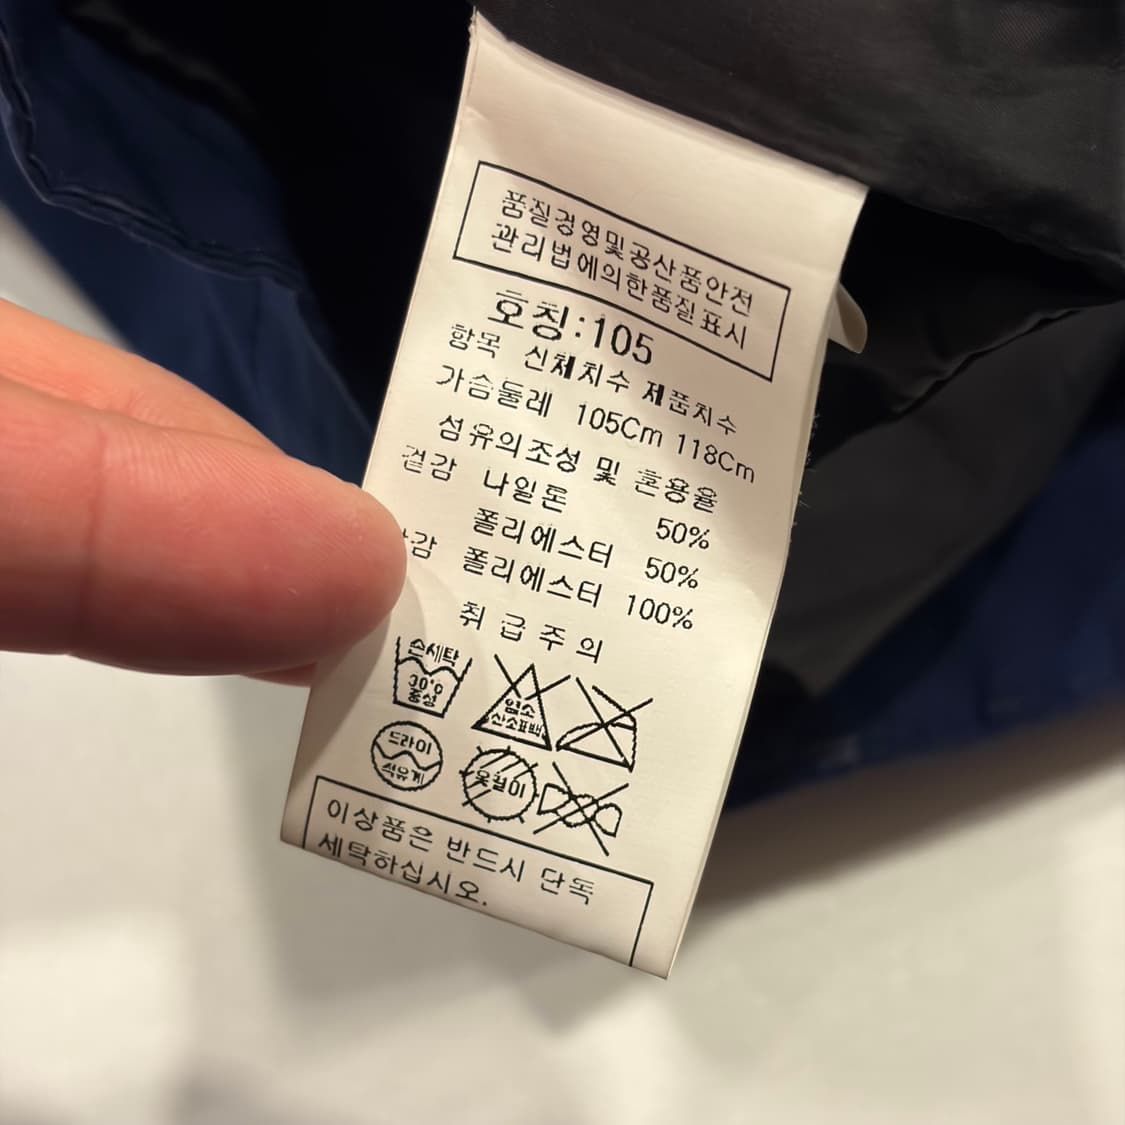 품질경영및공산품안전
관리법에의한품질표시
호칭:105
항목 신체치수 제품치수
가슴둘레 105Cm 118Cm
섬유의조성 및 혼용율
겉감 나일론 50%
폴리에스터 50%
감 폴리에스터 100%
취급주의
손세탁
30℃
중성
염소
산소표백
드라이
석유계
옷걸이
이상품은 반드시 단독
세탁하십시오.